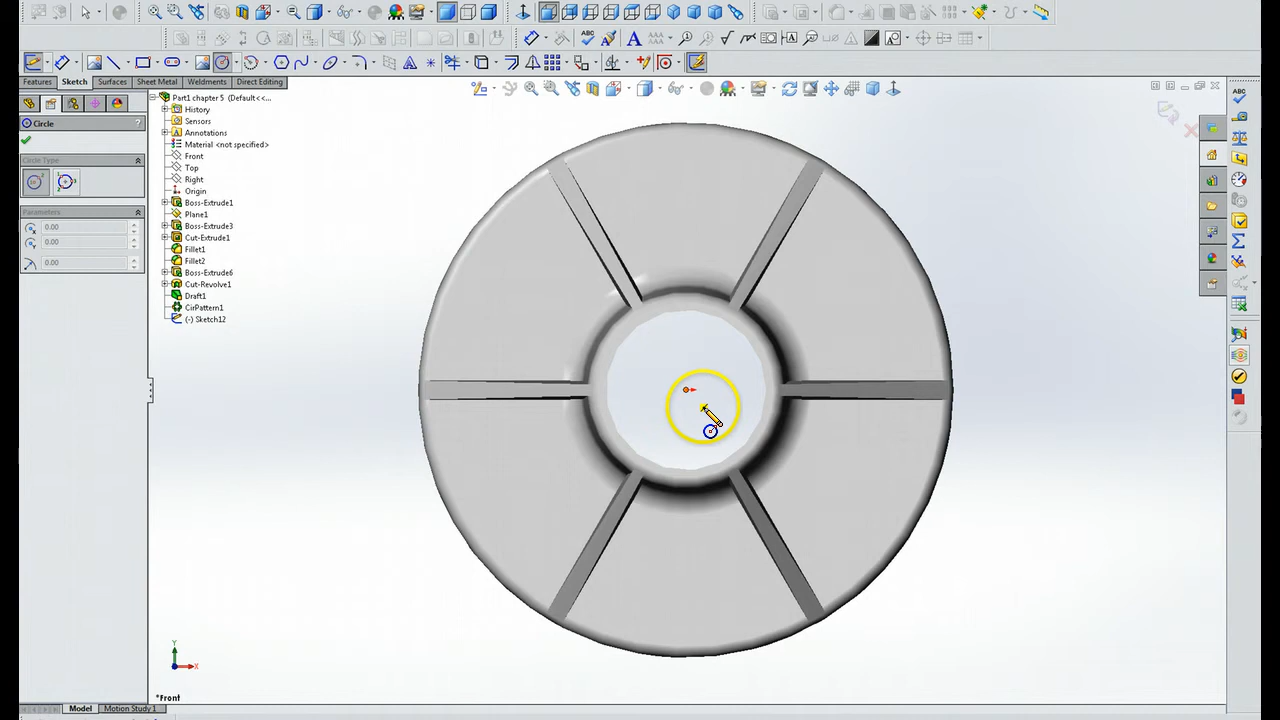 Features
Sketch
Surfaces
Sheet Metal
Weldments
Direct Editing
Circle
?
Circle Type
Parameters
0.00
0.00
0.00
Part1 chapter 5 (Default<<...
History
Sensors
Annotations
Material <not specified>
Front
Top
Right
Origin
Boss-Extrude1
Plane1
Boss-Extrude3
Cut-Extrude1
Fillet1
Fillet2
Boss-Extrude6
Cut-Revolve1
Draft1
CirPattern1
(-) Sketch12
ABC
ABC
Y
X
*Front
Model
Motion Study 1